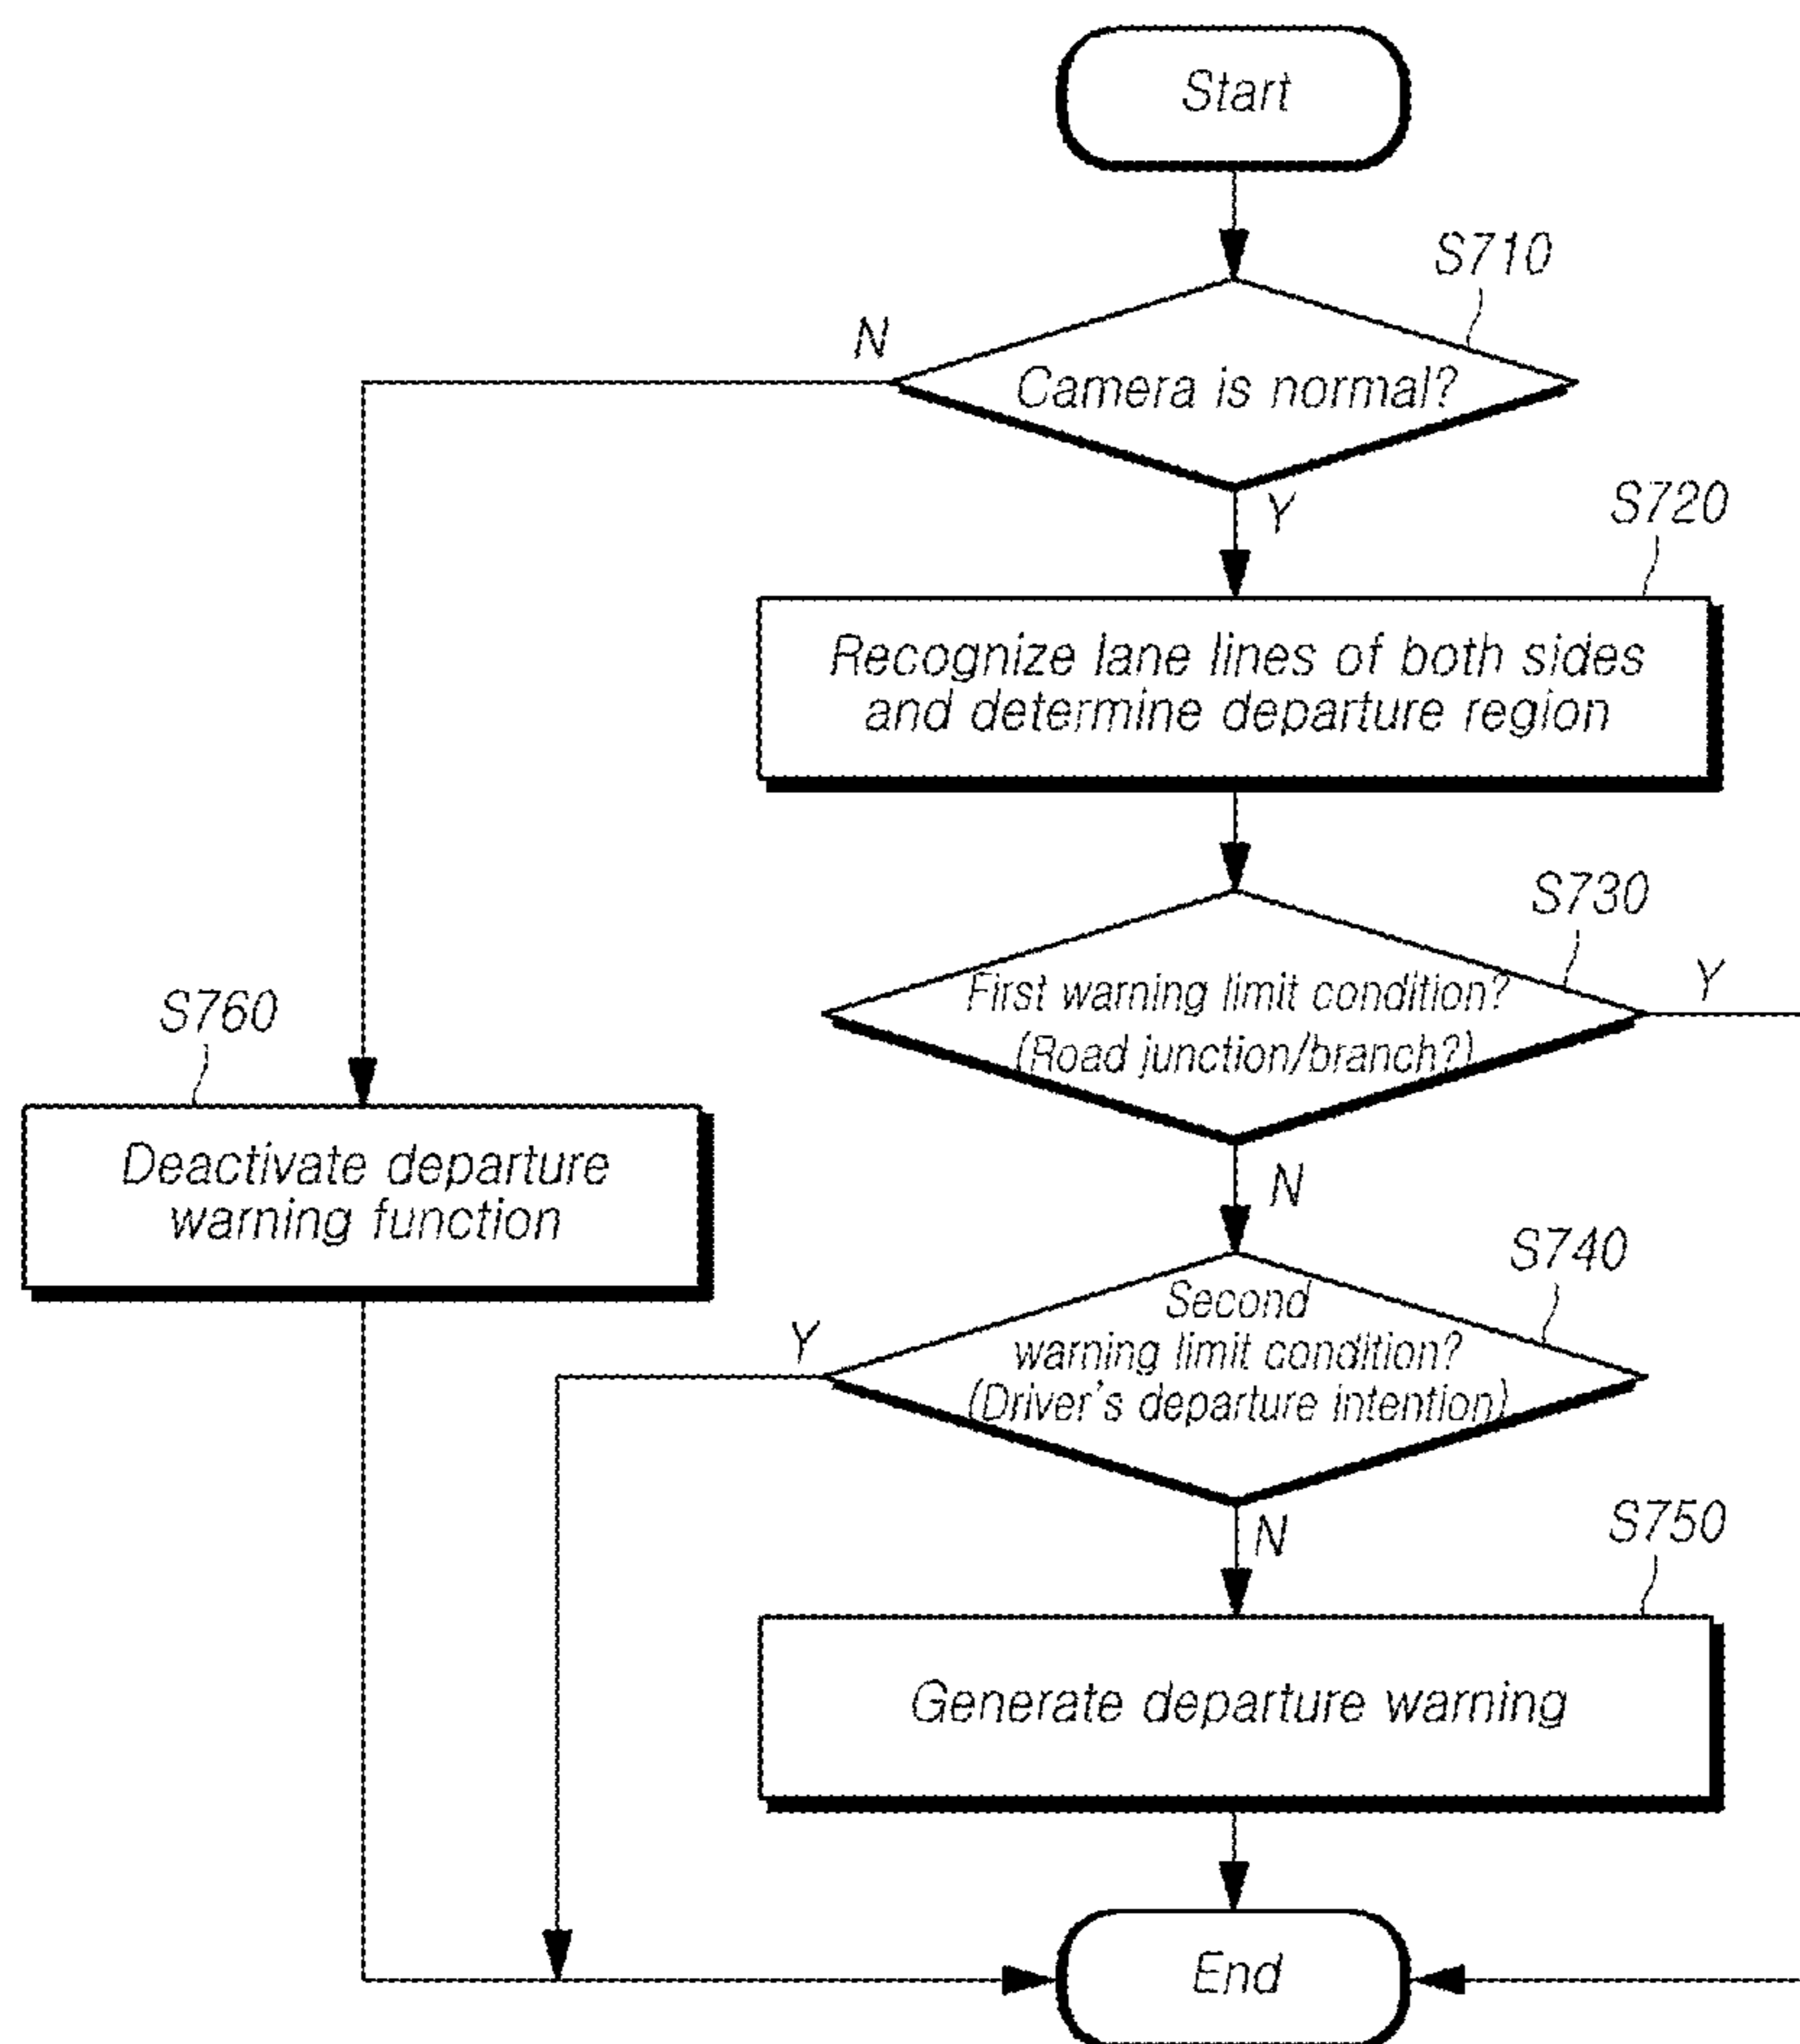 Start
S710
N
Camera is normal?
Y
S720
Recognize lane lines of both sides
and determine departure region
S730
First warning limit condition?
(Road junction/branch?)
Y
N
S760
Deactivate departure
warning function
S740
Second
warning limit condition?
(Driver's departure intention)
Y
N
S750
Generate departure warning
End